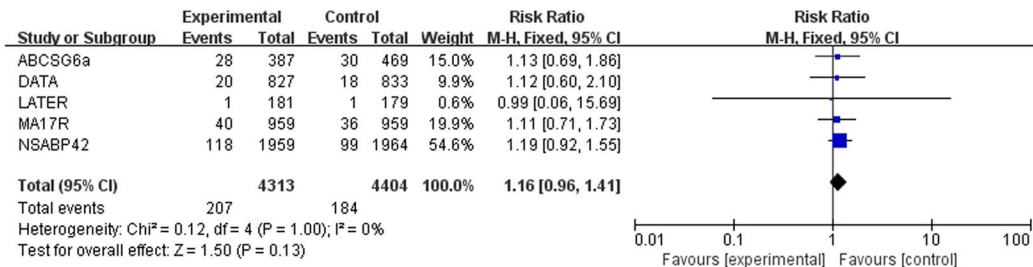 Experimental Control Risk Ratio Risk Ratio
Study or Subgroup Events Total Events Total Weight M-H, Fixed, 95% CI M-H, Fixed, 95% CI
ABCSG6a 28 387 30 469 15.0% 1.13 [0.69, 1.86]
DATA 20 827 18 833 9.9% 1.12 [0.60, 2.10]
LATER 1 181 1 179 0.6% 0.99 [0.06, 15.69]
MA17R 40 959 36 959 19.9% 1.11 [0.71, 1.73]
NSABP42 118 1959 99 1964 54.6% 1.19 [0.92, 1.55]
Total (95% CI) 4313 4404 100.0% 1.16 [0.96, 1.41]
Total events 207 184
Heterogeneity: Chi² = 0.12, df = 4 (P = 1.00); I² = 0%
Test for overall effect: Z = 1.50 (P = 0.13)
0.01 0.1 1 10 100
Favours [experimental] Favours [control]